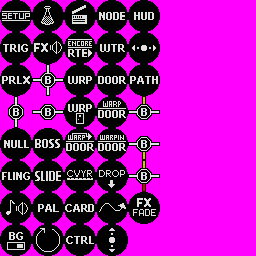 SETUP NODE HUD
TRIG FX ENCORE RTE WTR
PRLX B WRP DOOR PATH
B B WRP WARP DOOR B
NULL BOSS WARP DOOR WARPIN DOOR B
FLING SLIDE CVYR DROP B
PAL CARD FX FADE
BG CTRL